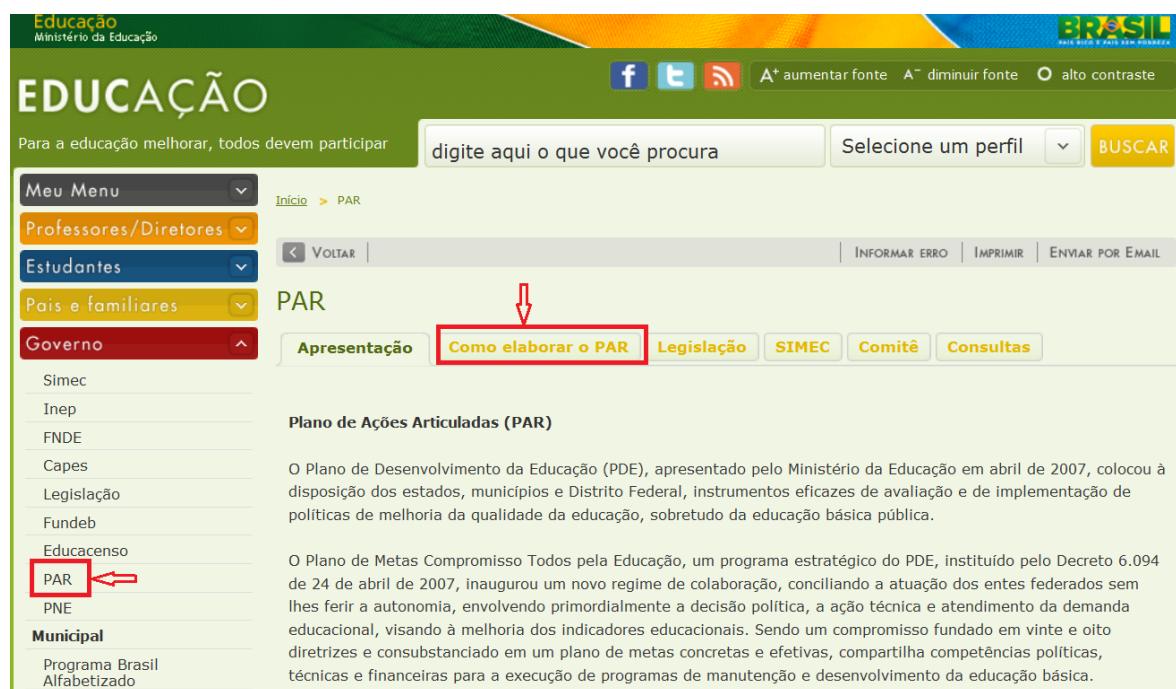 Educação
Ministério da Educação
BRASIL
PAÍS RICO É PAÍS SEM POBREZA
EDUCAÇÃO
A+ aumentar fonte A- diminuir fonte alto contraste
Para a educação melhorar, todos devem participar
digite aqui o que você procura
Selecione um perfil
BUSCAR
Meu Menu
Professores/Diretores
Estudantes
Pais e familiares
Governo
Simec
Inep
FNDE
Capes
Legislação
Fundeb
Educacenso
PAR
PNE
Municipal
Programa Brasil
Alfabetizado
Início > PAR
VOLTAR
INFORMAR ERRO IMPRIMIR ENVIAR POR EMAIL
PAR
Apresentação Como elaborar o PAR Legislação SIMEC Comitê Consultas
Plano de Ações Articuladas (PAR)
O Plano de Desenvolvimento da Educação (PDE), apresentado pelo Ministério da Educação em abril de 2007, colocou à
disposição dos estados, municípios e Distrito Federal, instrumentos eficazes de avaliação e de implementação de
políticas de melhoria da qualidade da educação, sobretudo da educação básica pública.
O Plano de Metas Compromisso Todos pela Educação, um programa estratégico do PDE, instituído pelo Decreto 6.094
de 24 de abril de 2007, inaugurou um novo regime de colaboração, conciliando a atuação dos entes federados sem
lhes ferir a autonomia, envolvendo primordialmente a decisão política, a ação técnica e atendimento da demanda
educacional, visando à melhoria dos indicadores educacionais. Sendo um compromisso fundado em vinte e oito
diretrizes e consubstanciado em um plano de metas concretas e efetivas, compartilha competências políticas,
técnicas e financeiras para a execução de programas de manutenção e desenvolvimento da educação básica.